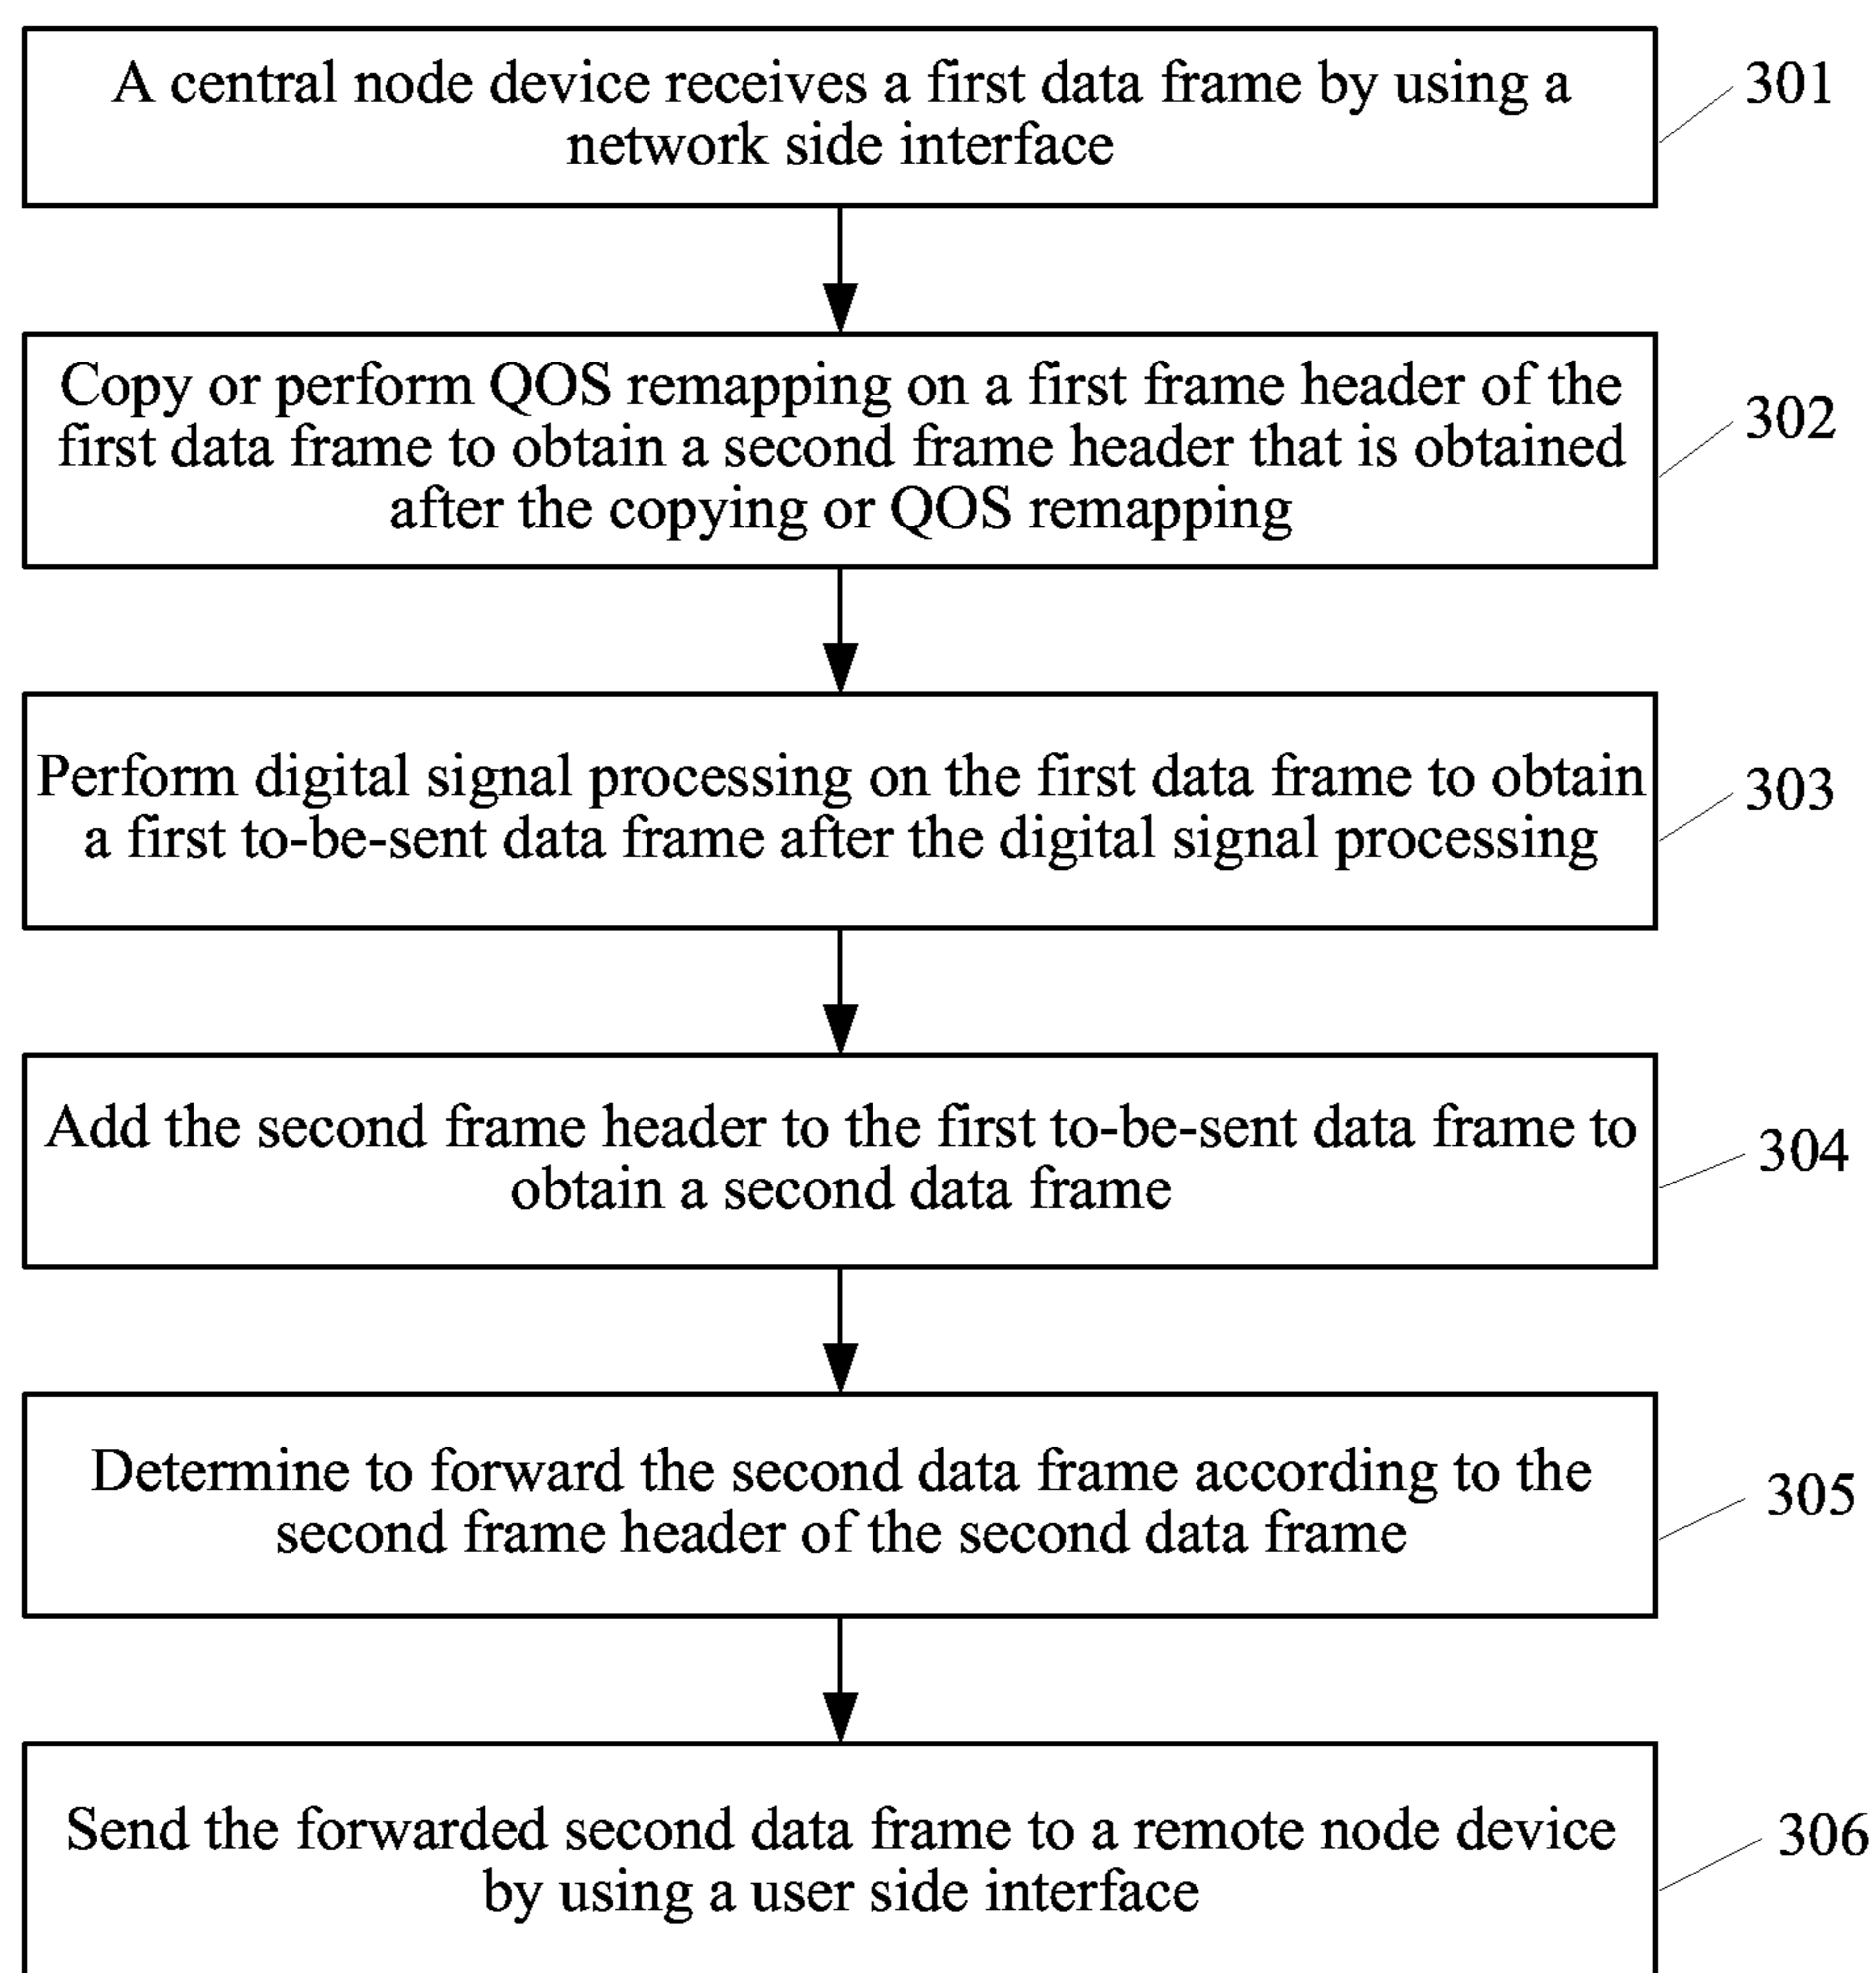 A central node device receives a first data frame by using a
network side interface
301
Copy or perform QOS remapping on a first frame header of the
first data frame to obtain a second frame header that is obtained
after the copying or QOS remapping
302
Perform digital signal processing on the first data frame to obtain
a first to-be-sent data frame after the digital signal processing
303
Add the second frame header to the first to-be-sent data frame to
obtain a second data frame
304
Determine to forward the second data frame according to the
second frame header of the second data frame
305
Send the forwarded second data frame to a remote node device
by using a user side interface
306